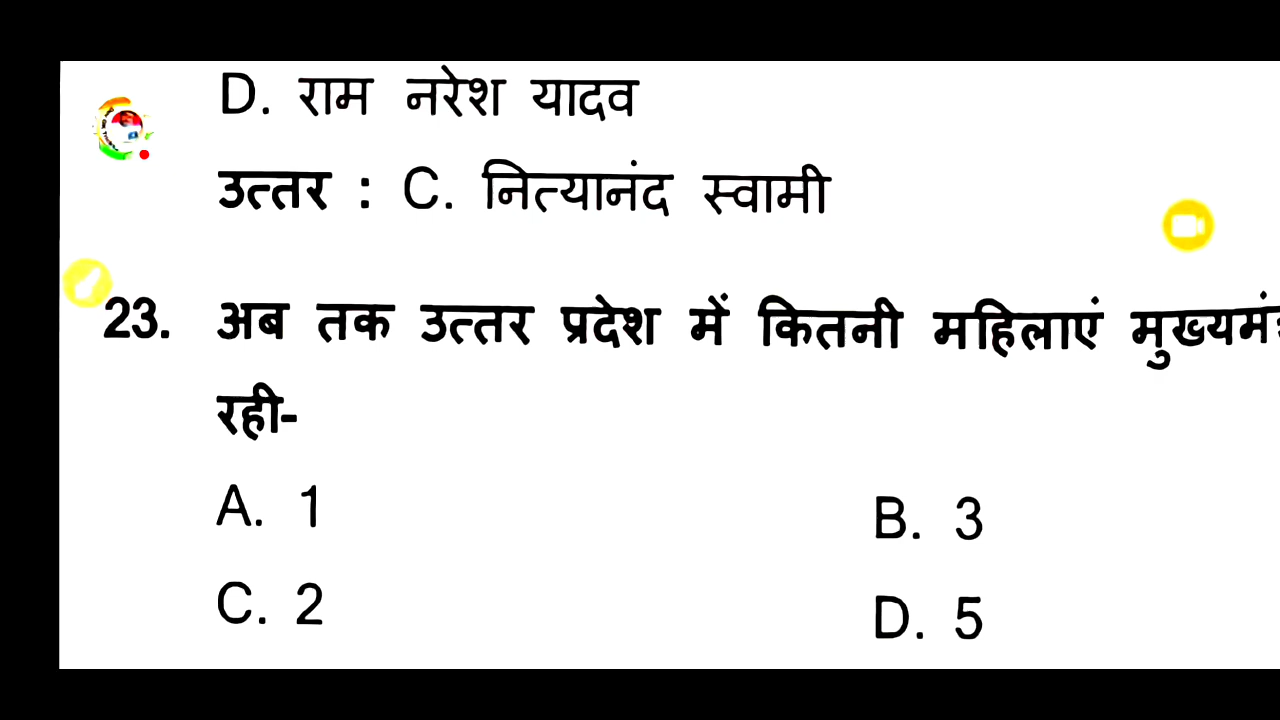 D. राम नरेश यादव
उत्तर : C. नित्यानंद स्वामी
23. अब तक उत्तर प्रदेश में कितनी महिलाएं
रही-
A. 1 B. 3
C. 2 D. 5